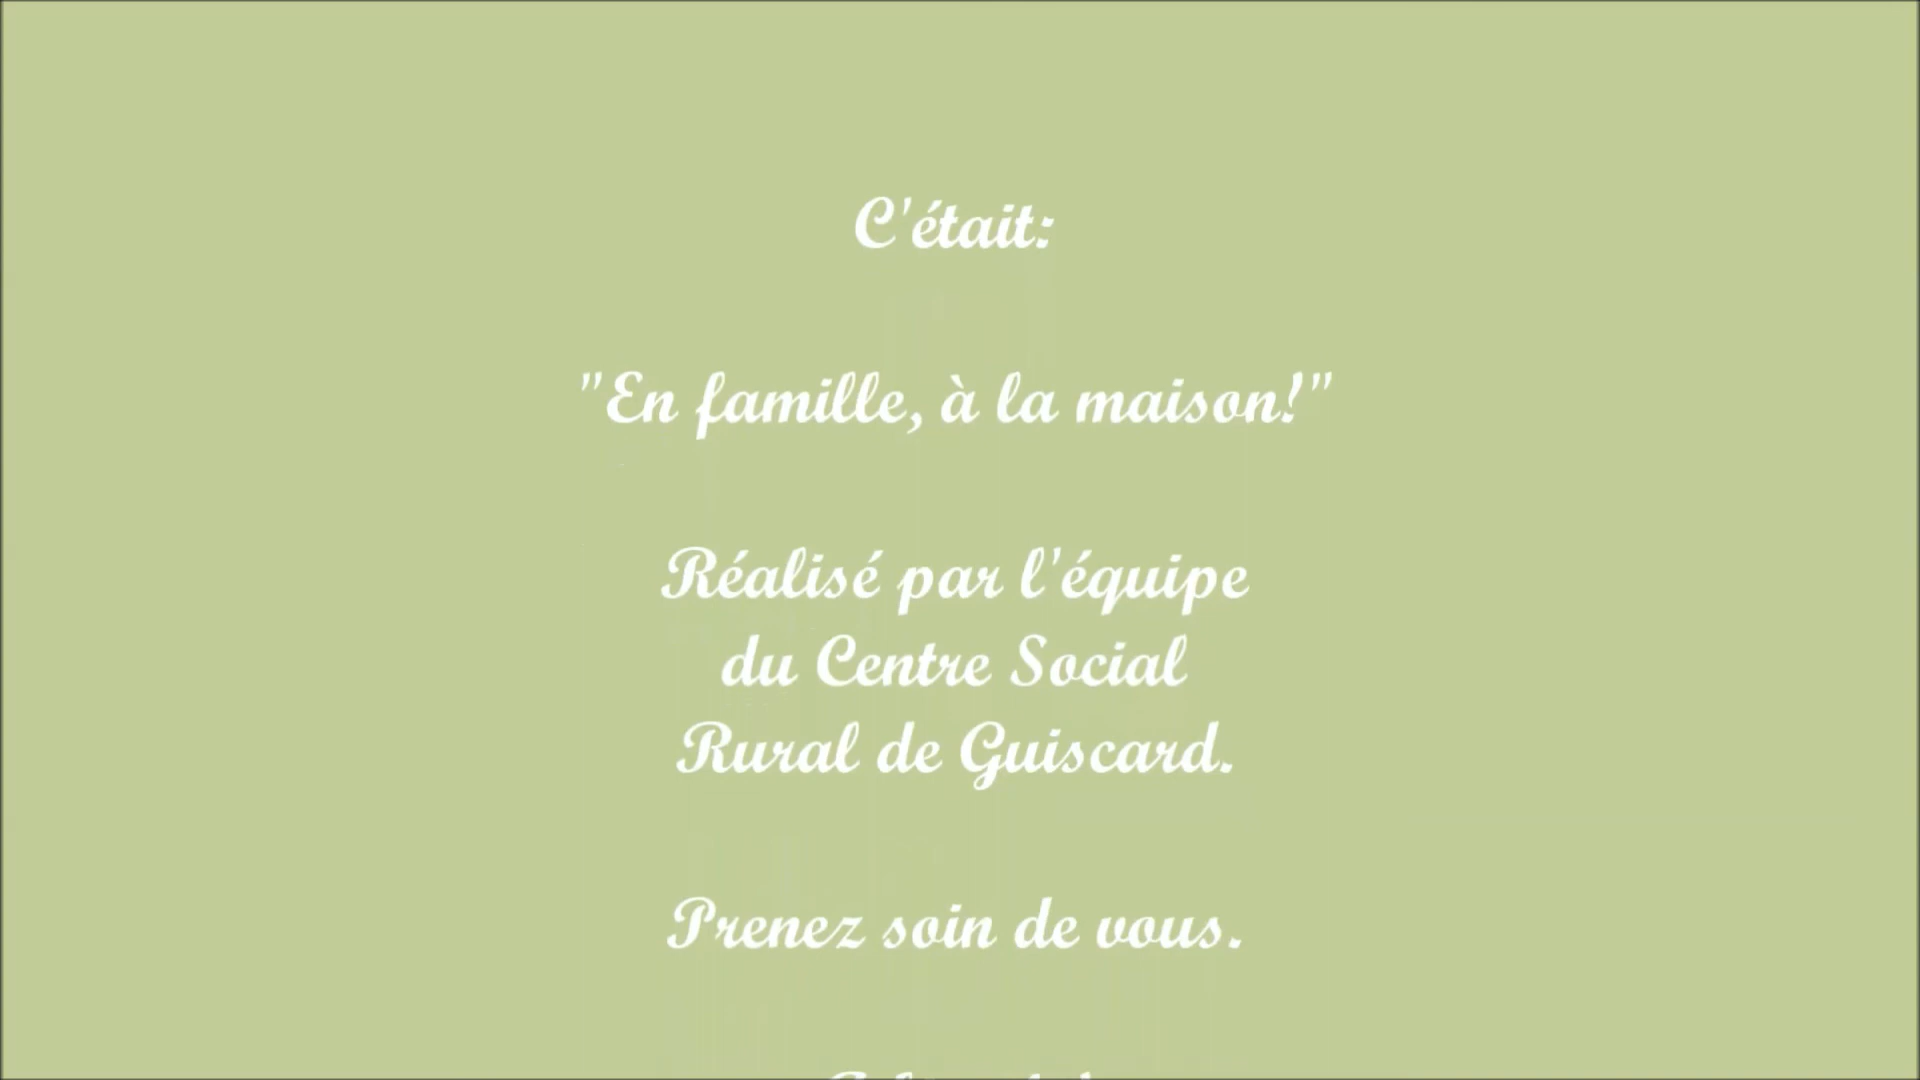 C'était:
"En famille, à la maison!"
Réalisé par l'équipe
du Centre Social
Rural de Guiscard.
Prenez soin de vous.